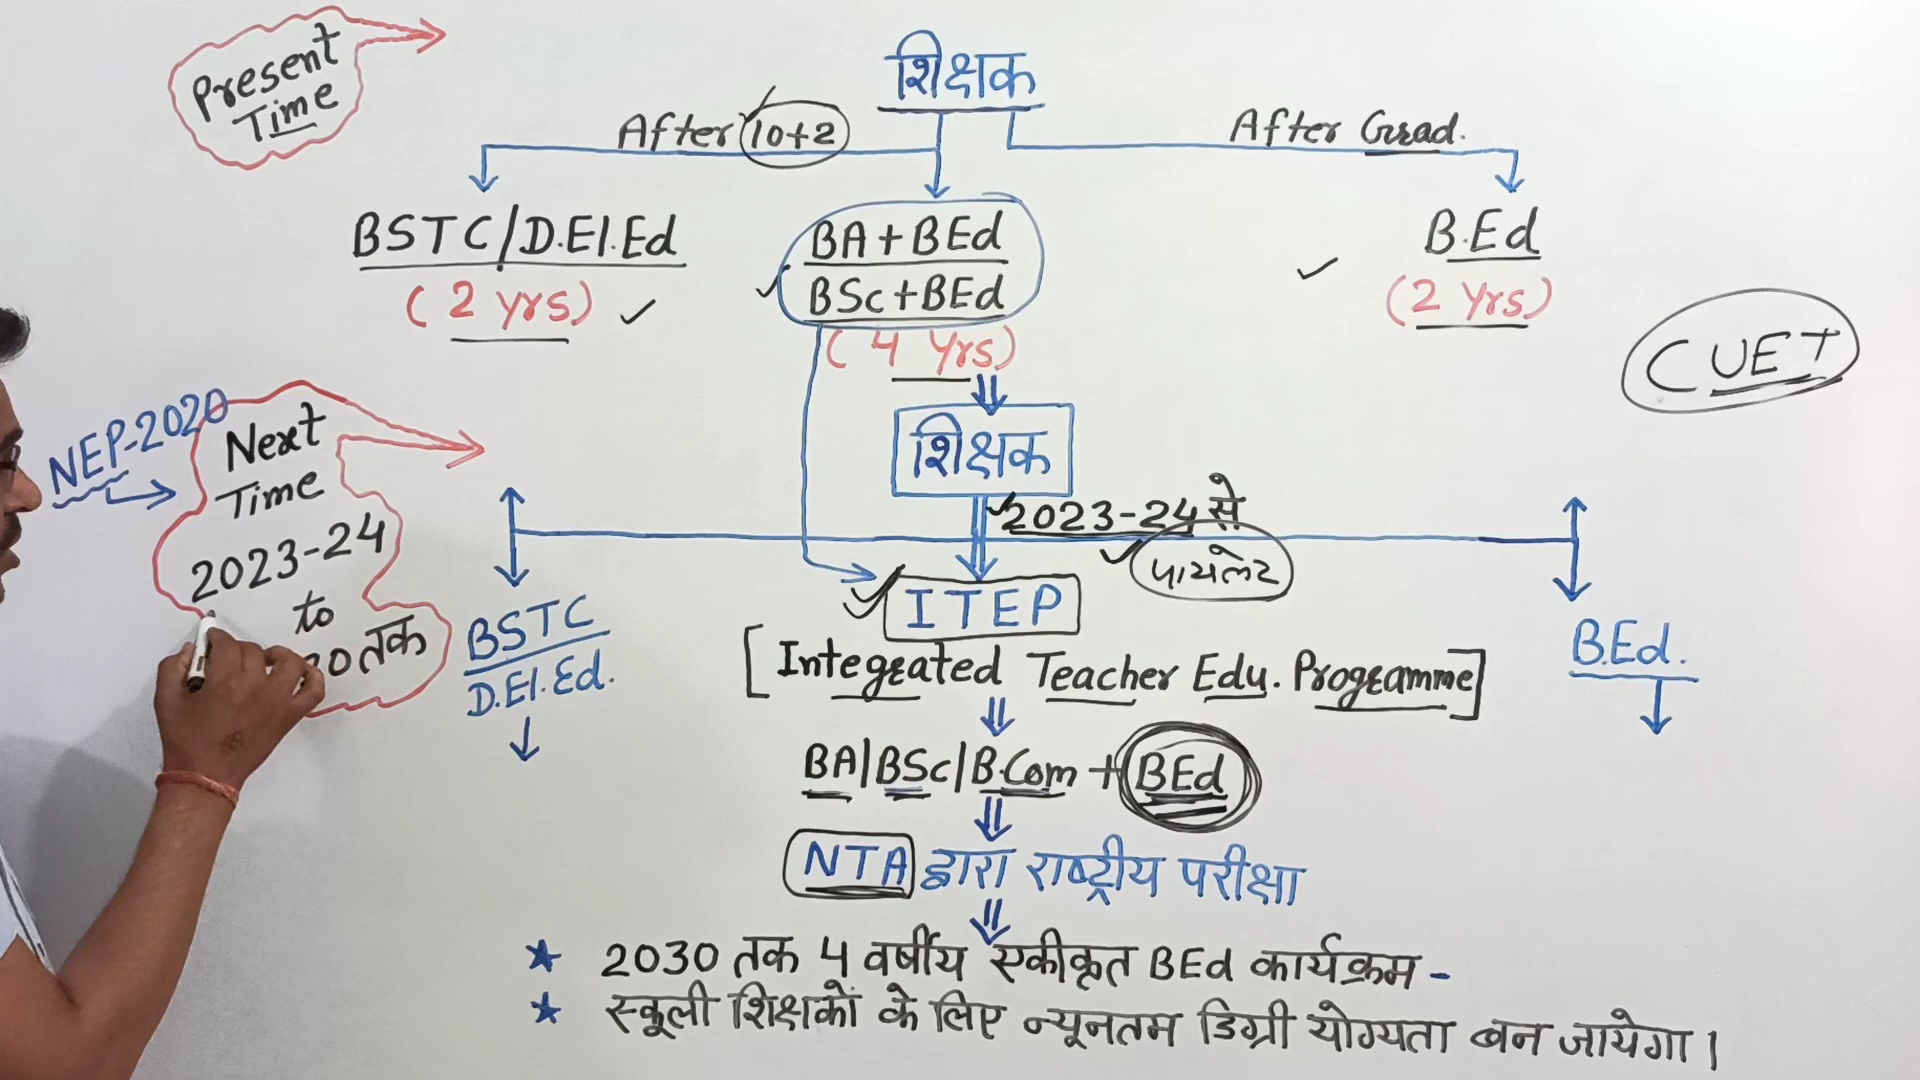 Present
Time
शिक्षक
After 10+2
After Grad.
BSTC/D.El.Ed
(2 yrs)
BA+BEd
BSc+BEd
(4 Yrs)
B.Ed
(2 Yrs)
CUET
NEP-2020
Next
Time
2023-24
to
तक
शिक्षक
2023-24 से
पायलेट
ITEP
[Integrated Teacher Edu. Programme]
BSTC
D.El.Ed.
B.Ed.
BA|BSc|B.Com + BEd
NTA द्वारा राष्ट्रीय परीक्षा
★ 2030 तक 4 वर्षीय एकीकृत BEd कार्यक्रम -
★ स्कूली शिक्षकों के लिए न्यूनतम डिग्री योग्यता बन जायेगा।